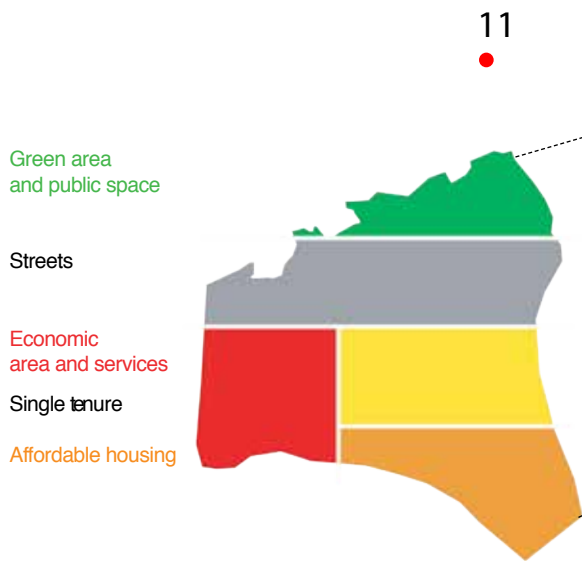 11
Green area
and public space
Streets
Economic
area and services
Single tenure
Affordable housing